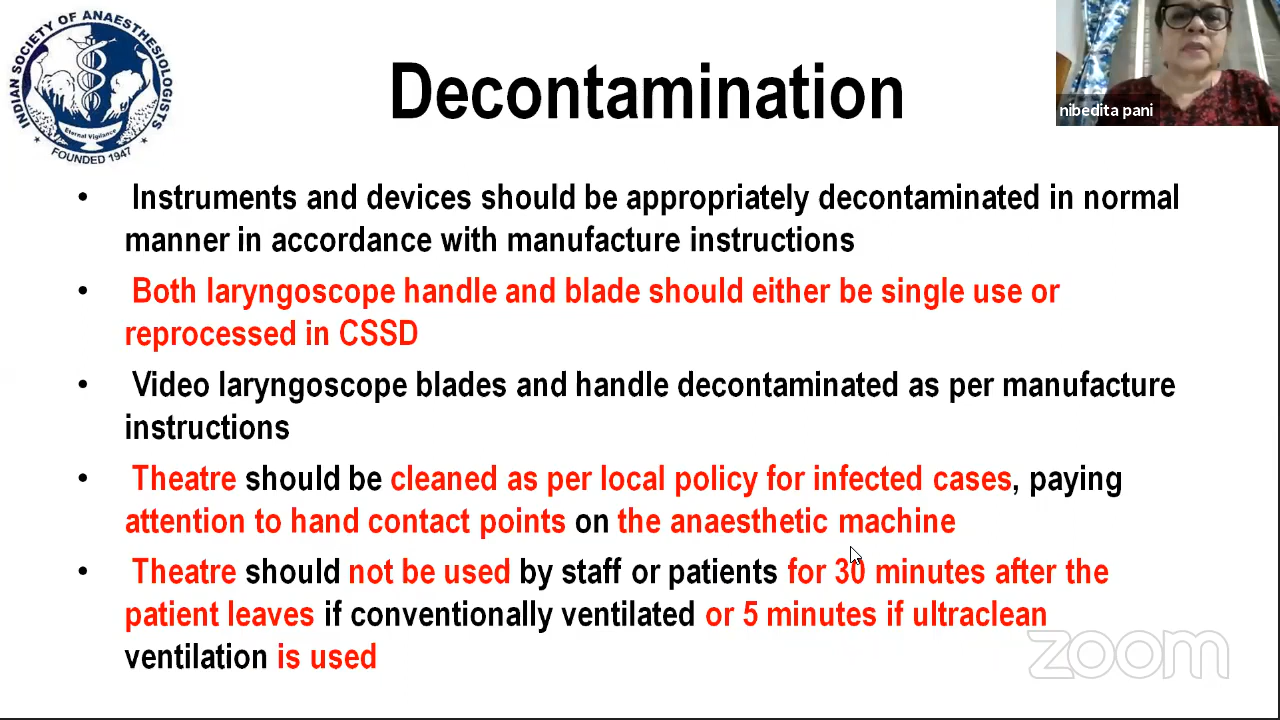 INDIAN SOCIETY OF ANAESTHESIOLOGISTS
Eternal Vigilance
FOUNDED 1947
Decontamination
nibedita pani
• Instruments and devices should be appropriately decontaminated in normal
manner in accordance with manufacture instructions
• Both laryngoscope handle and blade should either be single use or
reprocessed in CSSD
• Video laryngoscope blades and handle decontaminated as per manufacture
instructions
• Theatre should be cleaned as per local policy for infected cases, paying
attention to hand contact points on the anaesthetic machine
• Theatre should not be used by staff or patients for 30 minutes after the
patient leaves if conventionally ventilated or 5 minutes if ultraclean
ventilation is used
zoom